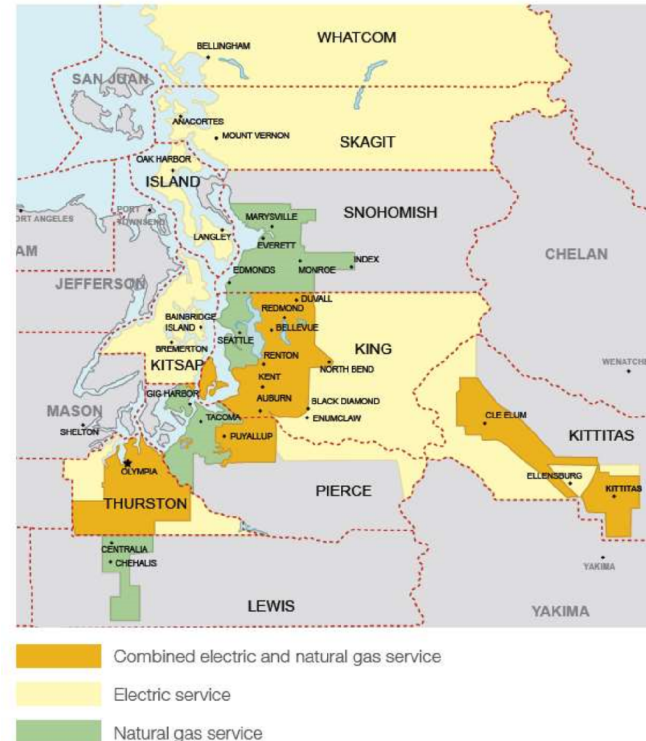 WHATCOM
BELLINGHAM
SAN JUAN
ANACORTES
MOUNT VERNON
SKAGIT
OAK HARBOR
ISLAND
PORT
TOWNSEND
ORT ANGELES
MARYSVILLE
SNOHOMISH
LANGLEY
EVERETT
AM
EDMONDS
MONROE
INDEX
CHELAN
JEFFERSON
DUVALL
REDMOND
BAINBRIDGE
ISLAND
BELLEVUE
SEATTLE
KING
BREMERTON
RENTON
KITSAP
NORTH BEND
WENATCHE
KENT
GIG HARBOR
BLACK DIAMOND
MASON
AUBURN
ENUMCLAW
TACOMA
CLE ELUM
SHELTON
PUYALLUP
KITTITAS
OLYMPIA
ELLENSBURG
PIERCE
KITTITAS
THURSTON
CENTRALIA
CHEHALIS
YAKIMA
LEWIS
YAKIMA
Combined electric and natural gas service
Electric service
Natural gas service